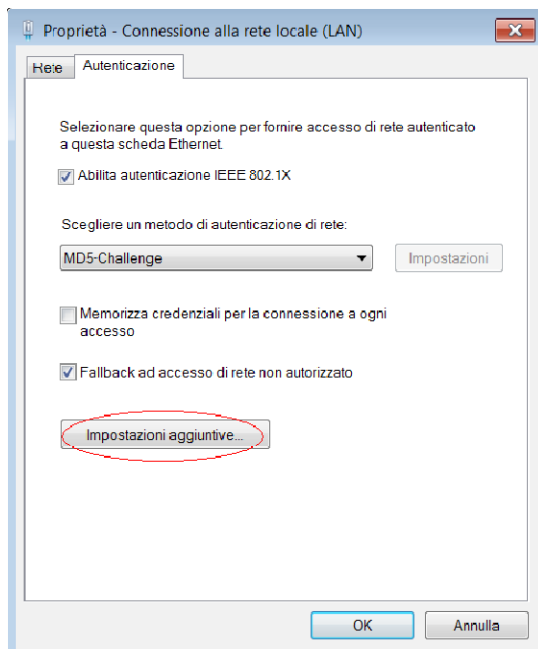 Proprietà - Connessione alla rete locale (LAN)
Rete Autenticazione
Selezionare questa opzione per fornire accesso di rete autenticato
a questa scheda Ethernet.
Abilita autenticazione IEEE 802.1X
Scegliere un metodo di autenticazione di rete:
MD5-Challenge Impostazioni
Memorizza credenziali per la connessione a ogni
accesso
Fallback ad accesso di rete non autorizzato
Impostazioni aggiuntive...
OK Annulla